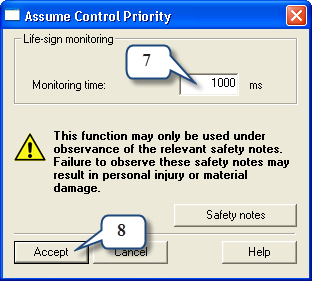 Assume Control Priority
Life-sign monitoring
7
Monitoring time: 1000 ms
This function may only be used under
observance of the relevant safety notes.
Failure to observe these safety notes may
result in personal injury or material
damage.
Safety notes
8
Accept Cancel Help